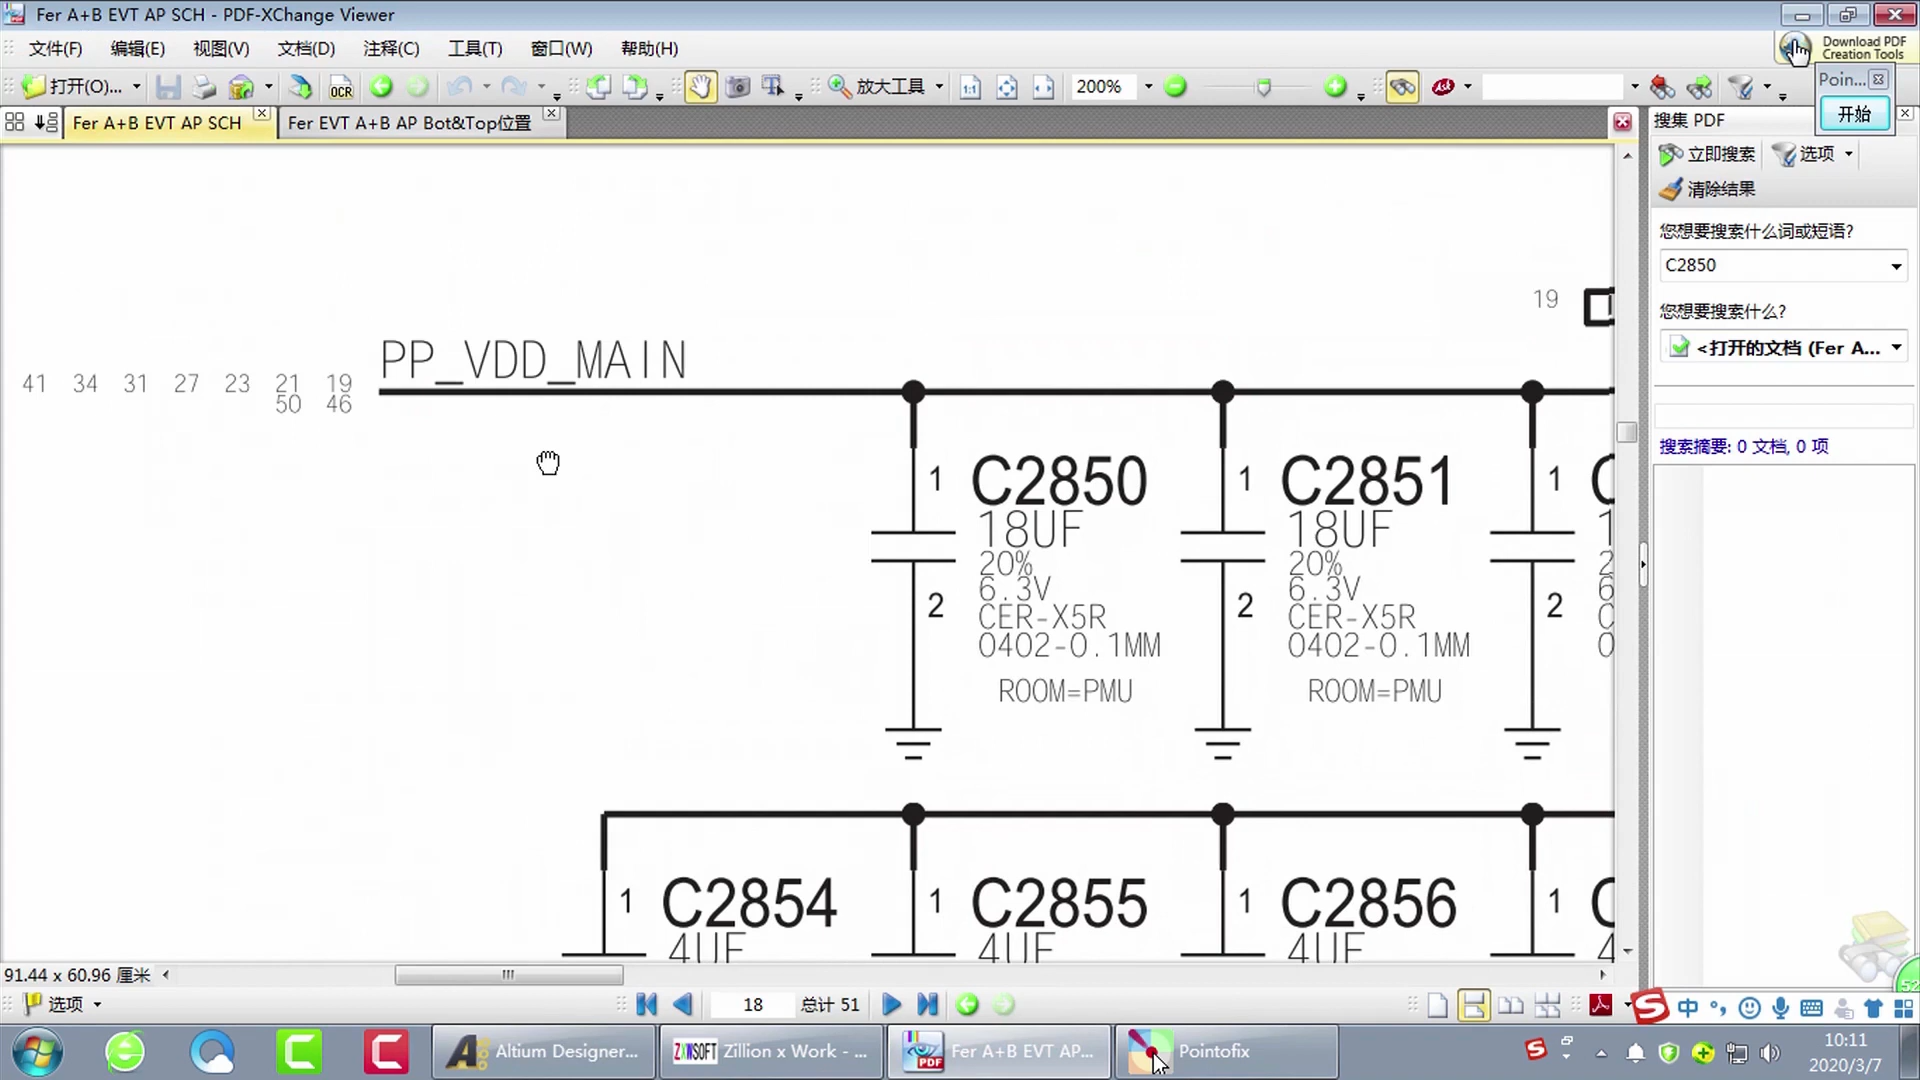 Fer A+B EVT AP SCH - PDF-XChange Viewer
文件(F) 编辑(E) 视图(V) 文档(D) 注释(C) 工具(T) 窗口(W) 帮助(H)
Download PDF
Creation Tools
打开(O)... OCR 放大工具 1:1 200%
Poin...
开始
Fer A+B EVT AP SCH
Fer EVT A+B AP Bot&Top位置
搜集 PDF
立即搜索 选项
清除结果
您想要搜索什么词或短语?
C2850
您想要搜索什么?
<打开的文档 (Fer A...
搜索摘要: 0 文档, 0 项
19
PP_VDD_MAIN
41 34 31 27 23 21 19
50 46
1 C2850 1 C2851 1
18UF 18UF
20% 20%
6.3V 6.3V
2 CER-X5R 2 CER-X5R 2
0402-0.1MM 0402-0.1MM
ROOM=PMU ROOM=PMU
1 C2854 1 C2855 1 C2856 1
4UF 4UF 4UF
91.44 x 60.96 厘米
选项 18 总计 51
中
Altium Designer...
ZXWSOFT Zillion x Work - ...
PDF Fer A+B EVT AP...
Pointofix
10:11
2020/3/7